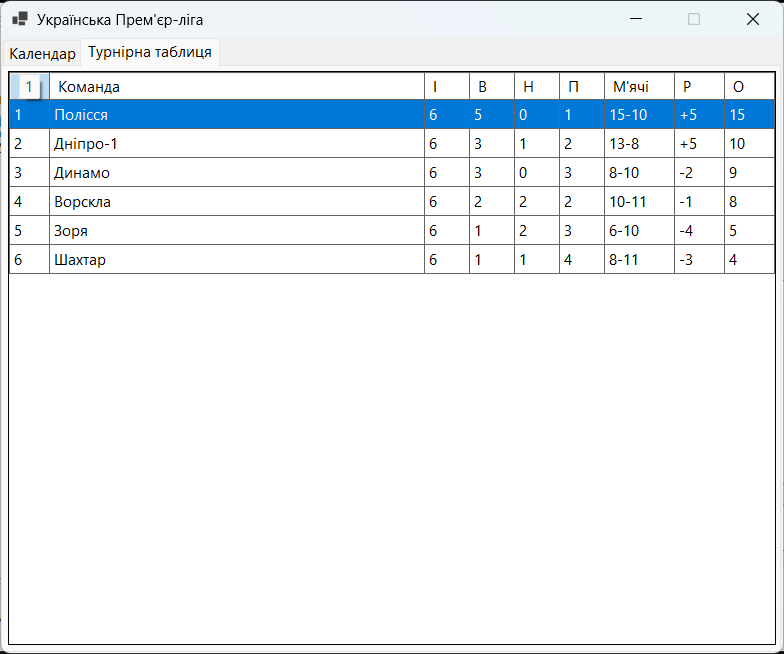 Українська Прем'єр-ліга
Календар Турнірна таблиця
1 Команда І В Н П М'ячі Р О
1 Полісся 6 5 0 1 15-10 +5 15
2 Дніпро-1 6 3 1 2 13-8 +5 10
3 Динамо 6 3 0 3 8-10 -2 9
4 Ворскла 6 2 2 2 10-11 -1 8
5 Зоря 6 1 2 3 6-10 -4 5
6 Шахтар 6 1 1 4 8-11 -3 4